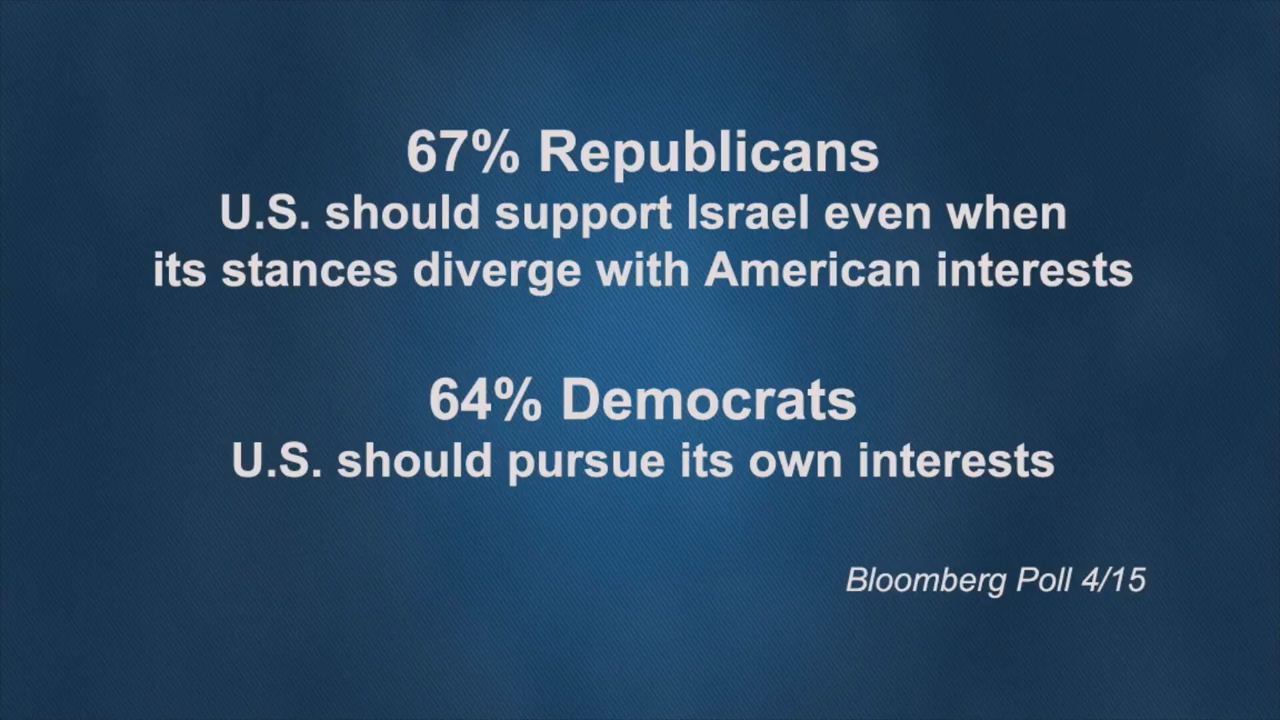 67% Republicans
U.S. should support Israel even when
its stances diverge with American interests
64% Democrats
U.S. should pursue its own interests
Bloomberg Poll 4/15